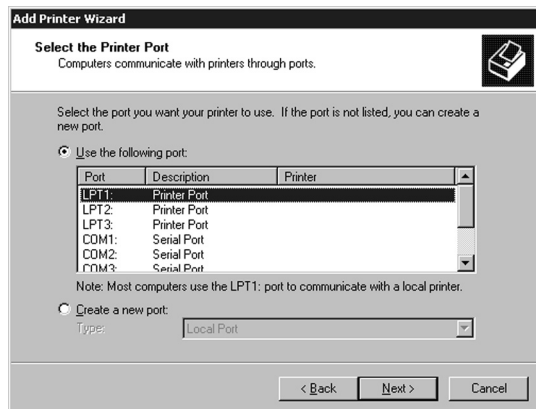 Add Printer Wizard
Select the Printer Port
Computers communicate with printers through ports.
Select the port you want your printer to use. If the port is not listed, you can create a
new port.
Use the following port:
Port Description Printer
LPT1: Printer Port
LPT2: Printer Port
LPT3: Printer Port
COM1: Serial Port
COM2: Serial Port
COM3: Serial Port
Note: Most computers use the LPT1: port to communicate with a local printer.
Create a new port:
Type: Local Port
< Back Next > Cancel